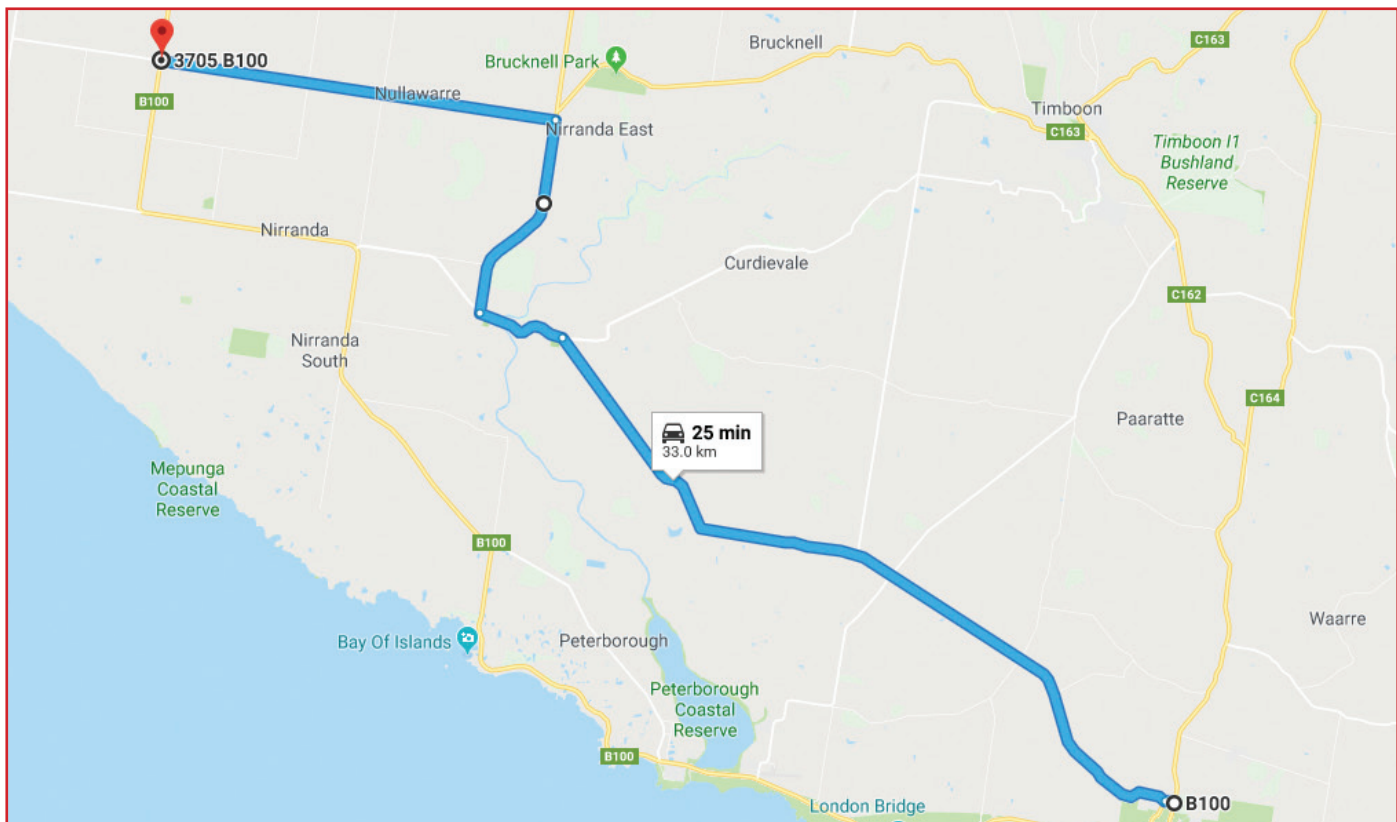 3705 B100
B100
Nullawarre
Brucknell Park
Brucknell
C163
Timboon
C163
Timboon I1
Bushland
Reserve
Nirranda East
Nirranda
Curdievale
C162
Nirranda
South
C164
Paaratte
25 min
33.0 km
Mepunga
Coastal
Reserve
B100
Waarre
Bay Of Islands
Peterborough
Peterborough
Coastal
Reserve
B100
London Bridge
B100